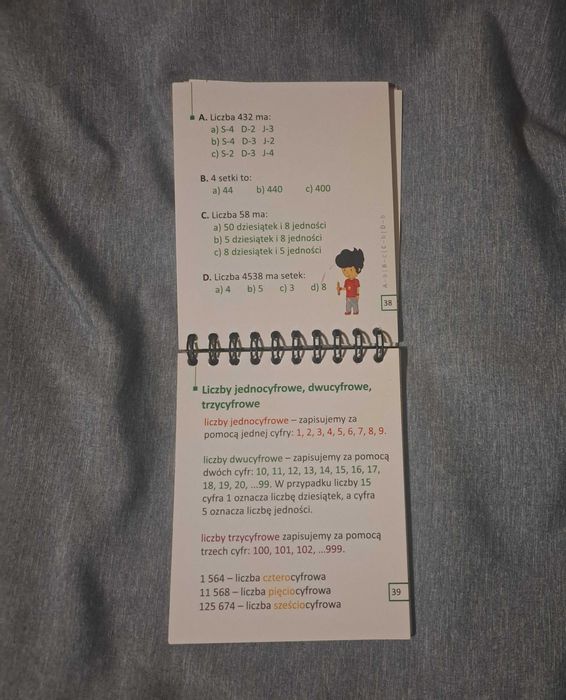 A. Liczba 432 ma:
a) S-4 D-2 J-3
b) S-4 D-3 J-2
c) S-2 D-3 J-4
B. 4 setki to:
a) 44 b) 440 c) 400
C. Liczba 58 ma:
a) 50 dziesiątek i 8 jedności
b) 5 dziesiątek i 8 jedności
c) 8 dziesiątek i 5 jedności
D. Liczba 4538 ma setek:
a) 4 b) 5 c) 3 d) 8
38
Liczby jednocyfrowe, dwucyfrowe,
trzycyfrowe
liczby jednocyfrowe – zapisujemy za
pomocą jednej cyfry: 1, 2, 3, 4, 5, 6, 7, 8, 9.
liczby dwucyfrowe – zapisujemy za pomocą
dwóch cyfr: 10, 11, 12, 13, 14, 15, 16, 17,
18, 19, 20, ...99. W przypadku liczby 15
cyfra 1 oznacza liczbę dziesiątek, a cyfra
5 oznacza liczbę jedności.
liczby trzycyfrowe zapisujemy za pomocą
trzech cyfr: 100, 101, 102, ...999.
1 564 – liczba czterocyfrowa
11 568 – liczba pięciocyfrowa
125 674 – liczba sześciocyfrowa
39